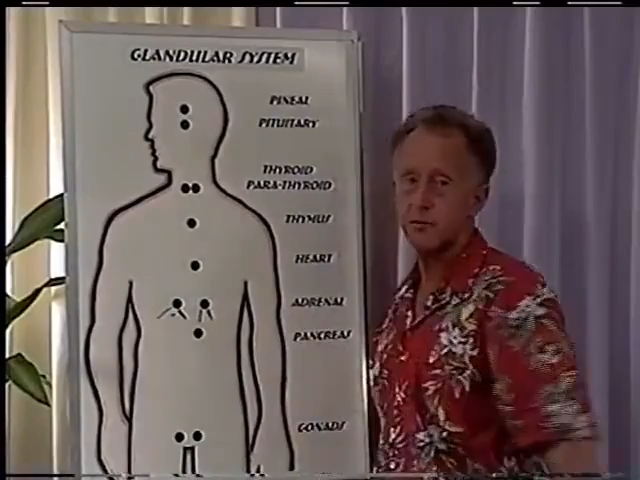 GLANDULAR SYSTEM
PINEAL
PITUITARY
THYROID
PARA-THYROID
THYMUS
HEART
ADRENAL
PANCREAS
GONADS